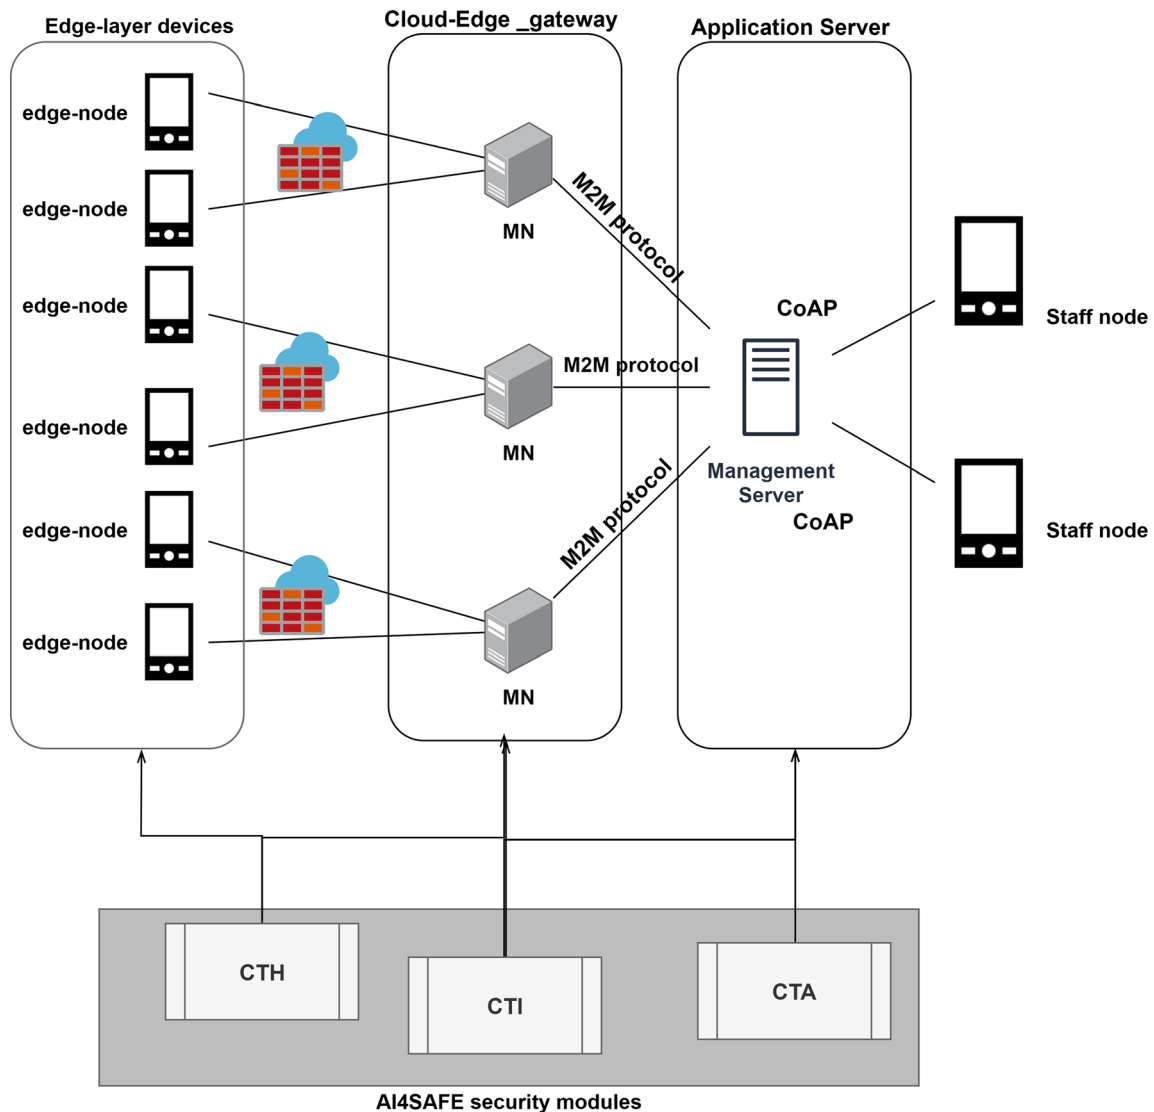 Edge-layer devices
Cloud-Edge _gateway
Application Server
edge-node
edge-node
edge-node
edge-node
edge-node
edge-node
MN
MN
MN
M2M protocol
M2M protocol
M2M protocol
CoAP
Management
Server
CoAP
Staff node
Staff node
CTH
CTI
CTA
AI4SAFE security modules